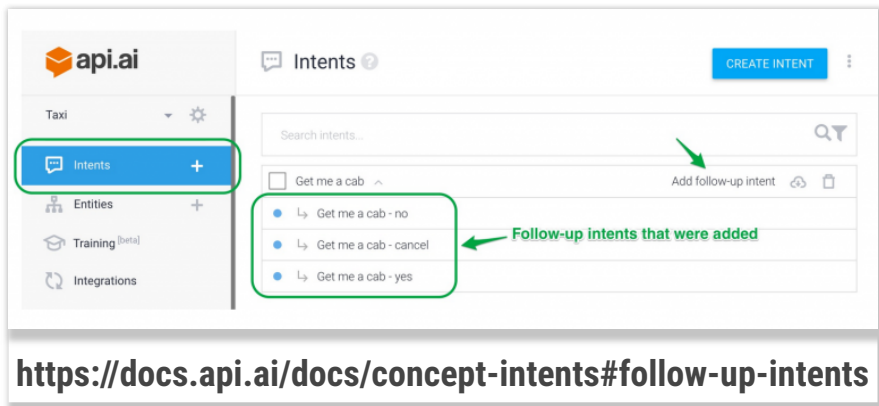 api.ai
Intents
CREATE INTENT
Taxi
Search intents...
Intents +
Get me a cab
Add follow-up intent
Entities +
Get me a cab - no
Training [beta]
Get me a cab - cancel
Follow-up intents that were added
Integrations
Get me a cab - yes
https://docs.api.ai/docs/concept-intents#follow-up-intents